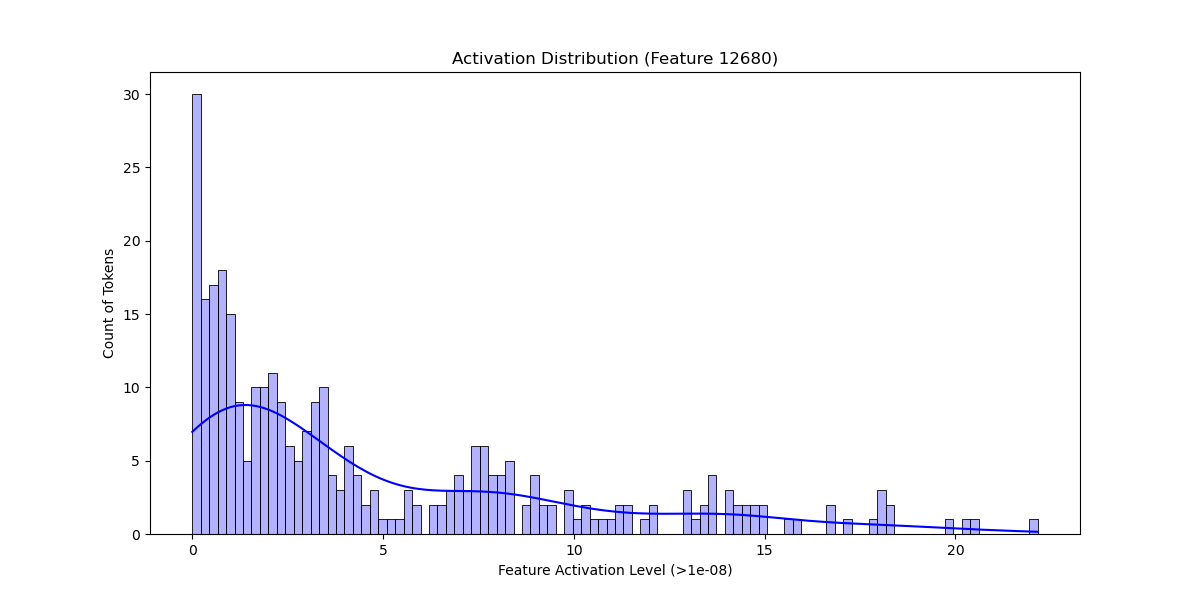 Activation Distribution (Feature 12680)
30
25
20
15
10
5
0
Count of Tokens
0 5 10 15 20
Feature Activation Level (>1e-08)